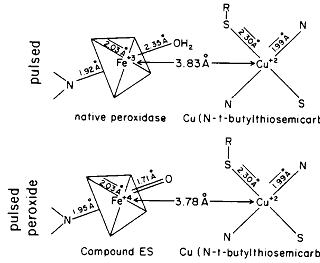 pulsed
R
S
N
2.30Å
1.99Å
2.03Å
2.35Å
OH2
Fe+3
1.92Å
N
3.83Å
Cu+2
N
S
native peroxidase
Cu (N-t-butylthiosemicarb
pulsed
peroxide
R
S
N
2.30Å
1.99Å
2.03Å
1.71Å
O
Fe+4
1.95Å
N
3.78Å
Cu+2
N
S
Compound ES
Cu (N-t-butylthiosemicarb